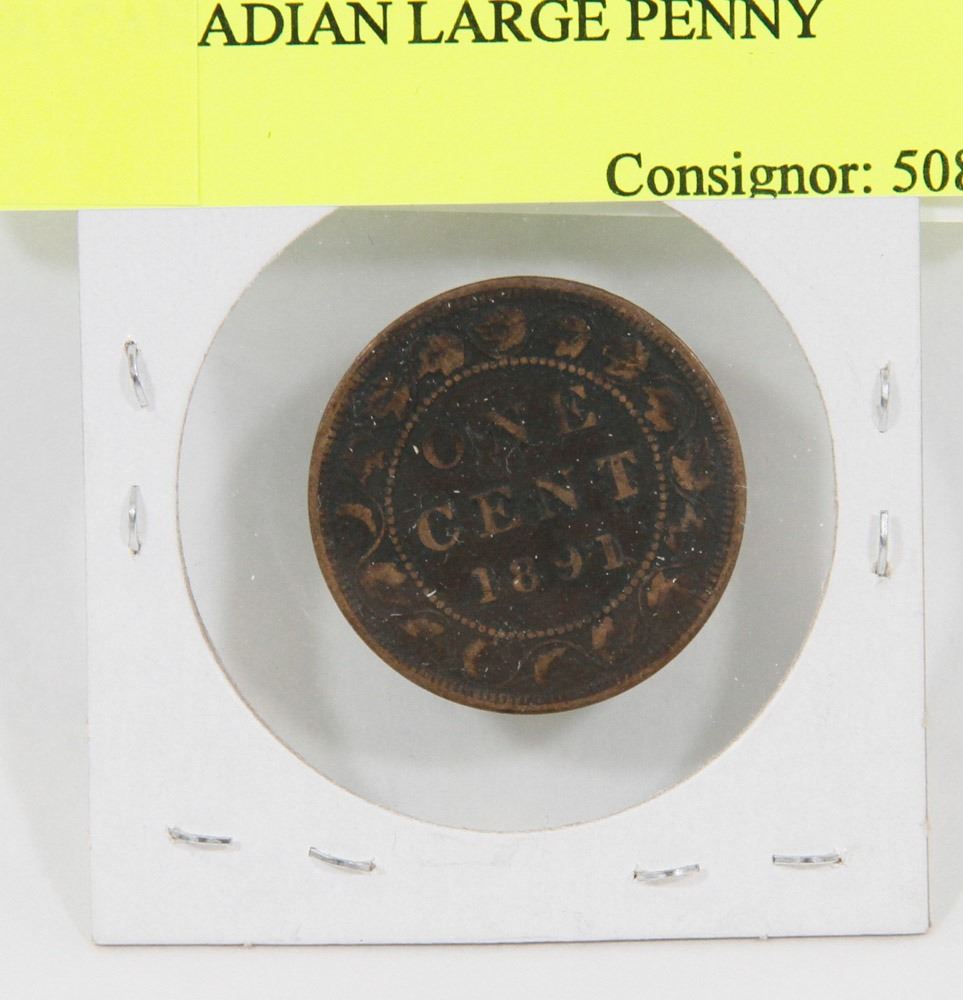 ADIAN LARGE PENNY
Consignor: 508
ONE
CENT
1891